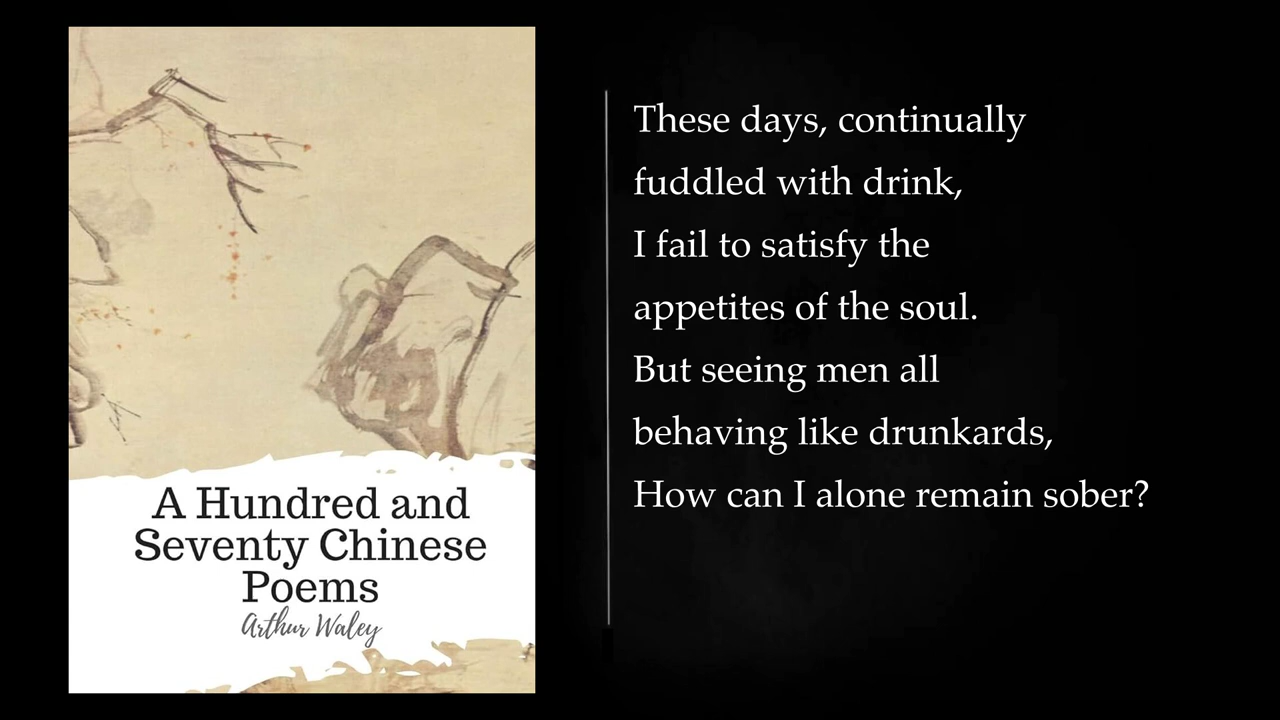 A Hundred and
Seventy Chinese
Poems
Arthur Waley
These days, continually
fuddled with drink,
I fail to satisfy the
appetites of the soul.
But seeing men all
behaving like drunkards,
How can I alone remain sober?